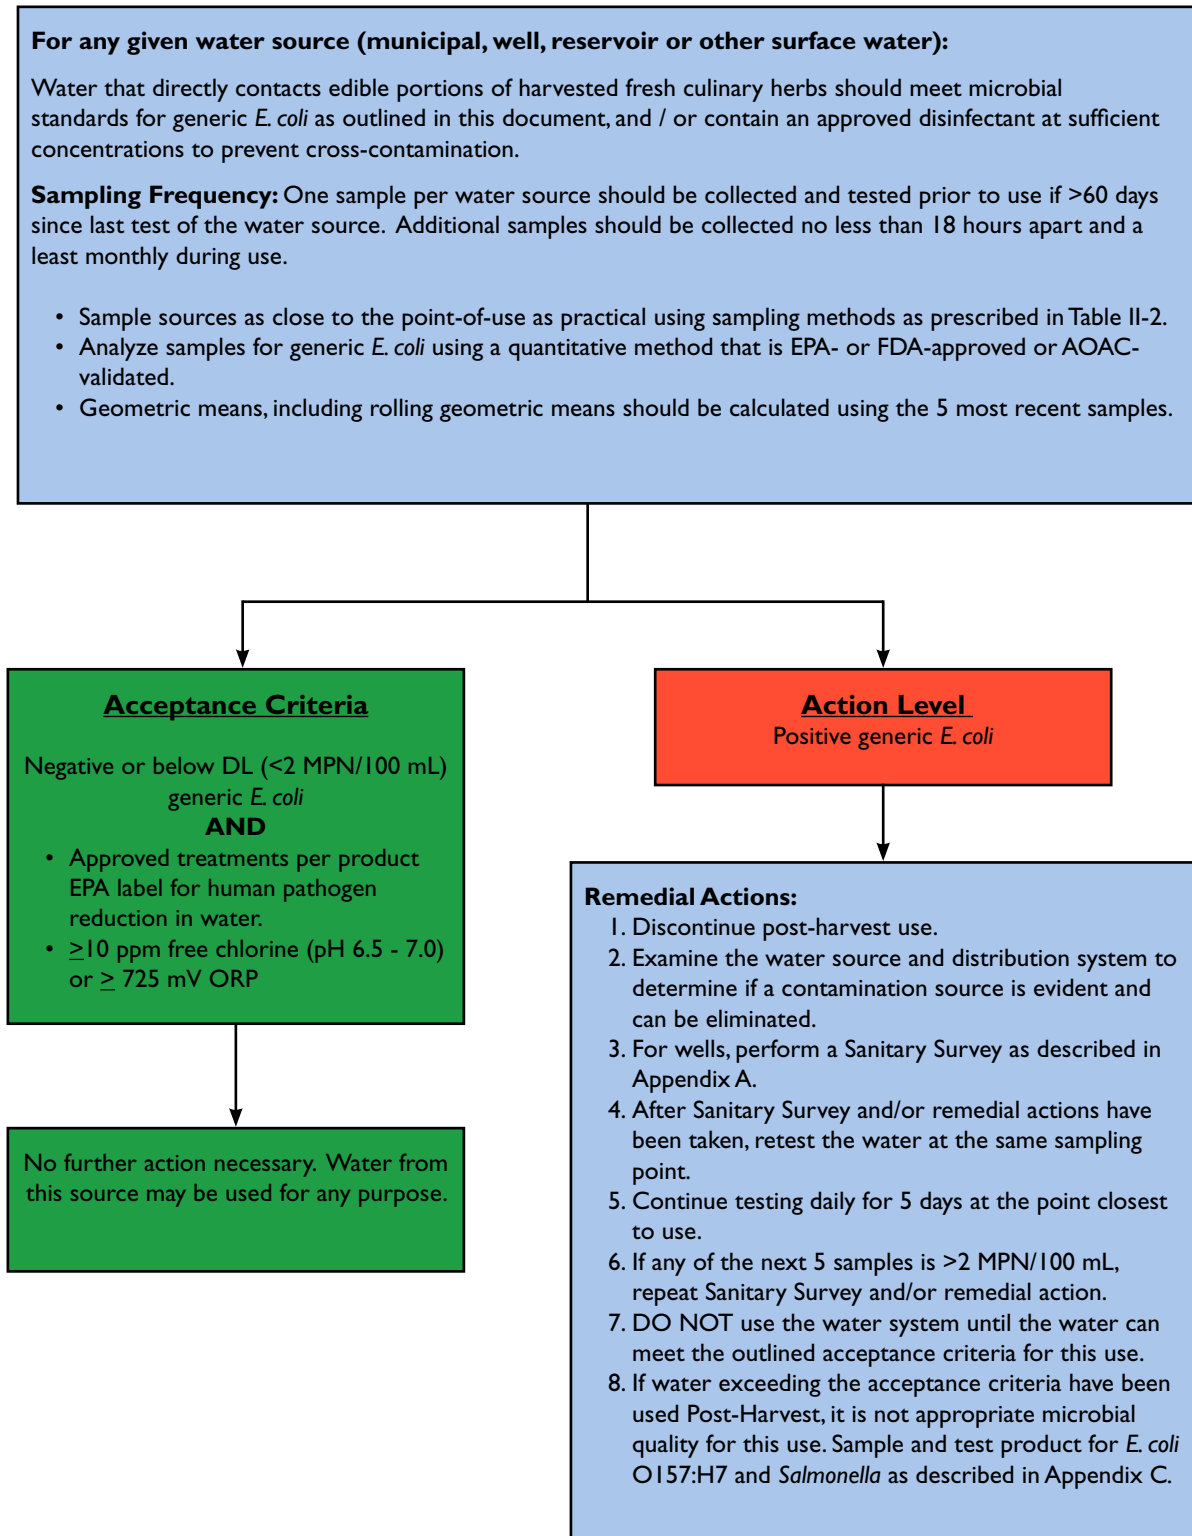 For any given water source (municipal, well, reservoir or other surface water):
Water that directly contacts edible portions of harvested fresh culinary herbs should meet microbial
standards for generic E. coli as outlined in this document, and / or contain an approved disinfectant at sufficient
concentrations to prevent cross-contamination.
Sampling Frequency: One sample per water source should be collected and tested prior to use if >60 days
since last test of the water source. Additional samples should be collected no less than 18 hours apart and a
least monthly during use.
• Sample sources as close to the point-of-use as practical using sampling methods as prescribed in Table II-2.
• Analyze samples for generic E. coli using a quantitative method that is EPA- or FDA-approved or AOAC-
validated.
• Geometric means, including rolling geometric means should be calculated using the 5 most recent samples.
Acceptance Criteria
Negative or below DL (<2 MPN/100 mL)
generic E. coli
AND
• Approved treatments per product
EPA label for human pathogen
reduction in water.
• ≥10 ppm free chlorine (pH 6.5 - 7.0)
or ≥ 725 mV ORP
No further action necessary. Water from
this source may be used for any purpose.
Action Level
Positive generic E. coli
Remedial Actions:
1. Discontinue post-harvest use.
2. Examine the water source and distribution system to
determine if a contamination source is evident and
can be eliminated.
3. For wells, perform a Sanitary Survey as described in
Appendix A.
4. After Sanitary Survey and/or remedial actions have
been taken, retest the water at the same sampling
point.
5. Continue testing daily for 5 days at the point closest
to use.
6. If any of the next 5 samples is >2 MPN/100 mL,
repeat Sanitary Survey and/or remedial action.
7. DO NOT use the water system until the water can
meet the outlined acceptance criteria for this use.
8. If water exceeding the acceptance criteria have been
used Post-Harvest, it is not appropriate microbial
quality for this use. Sample and test product for E. coli
O157:H7 and Salmonella as described in Appendix C.